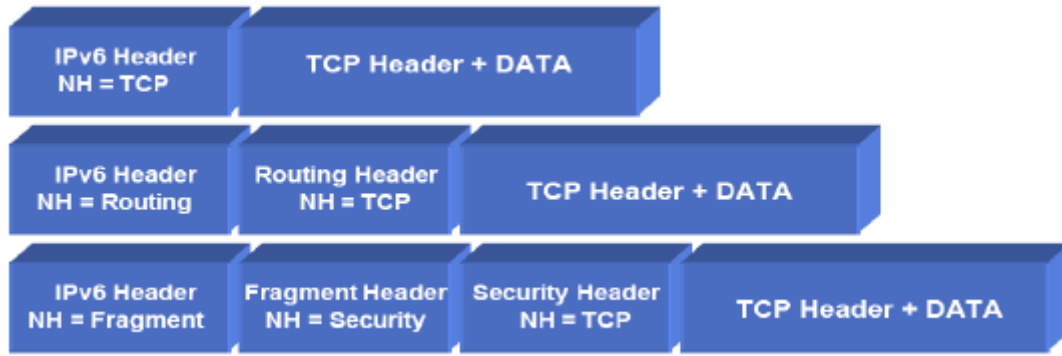 IPv6 Header
NH = TCP
TCP Header + DATA
IPv6 Header
NH = Routing
Routing Header
NH = TCP
TCP Header + DATA
IPv6 Header
NH = Fragment
Fragment Header
NH = Security
Security Header
NH = TCP
TCP Header + DATA